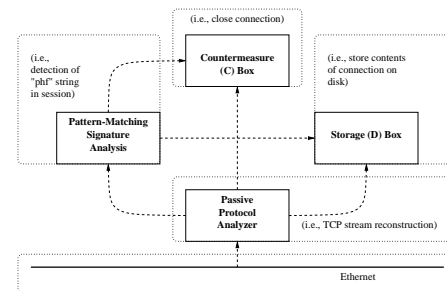 (i.e., close connection)
(i.e.,
detection of
"phf" string
in session)
Countermeasure
(C) Box
(i.e., store contents
of connection on
disk)
Pattern-Matching
Signature
Analysis
Storage (D) Box
Passive
Protocol
Analyzer
(i.e., TCP stream reconstruction)
Ethernet